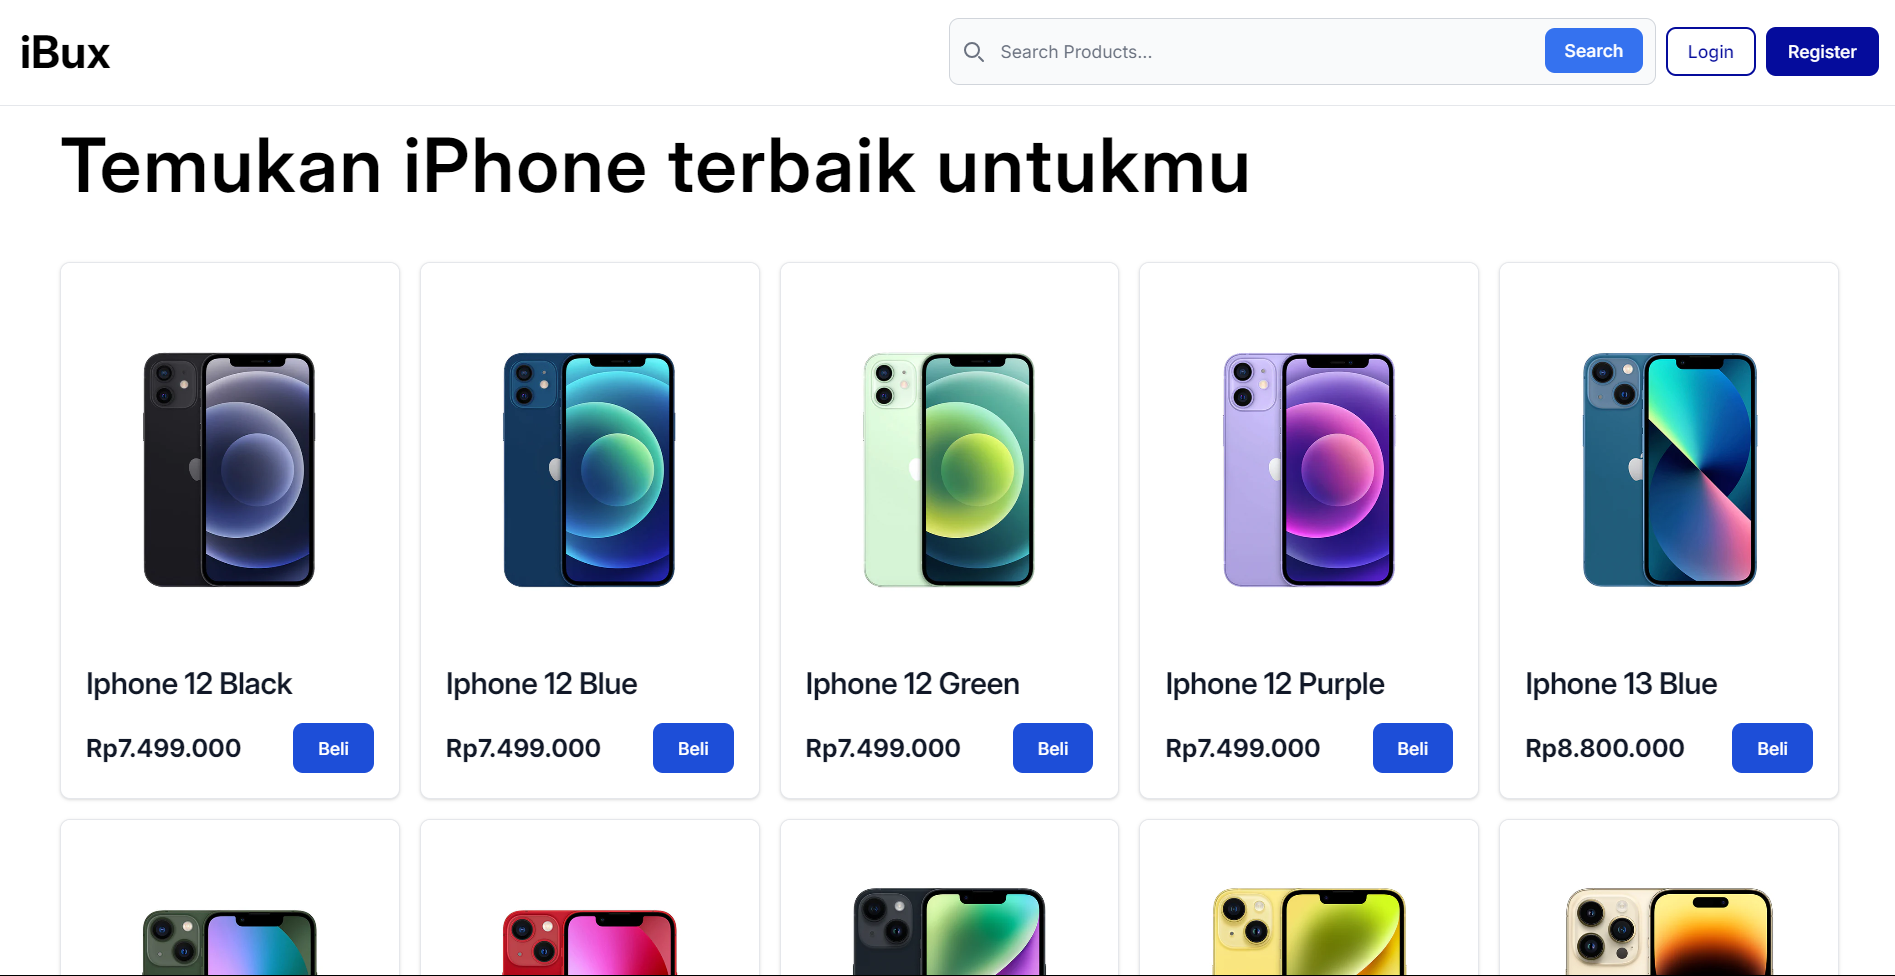 iBux
Search Products...
Search
Login
Register
Temukan iPhone terbaik untukmu
Iphone 12 Black
Rp7.499.000
Beli
Iphone 12 Blue
Rp7.499.000
Beli
Iphone 12 Green
Rp7.499.000
Beli
Iphone 12 Purple
Rp7.499.000
Beli
Iphone 13 Blue
Rp8.800.000
Beli